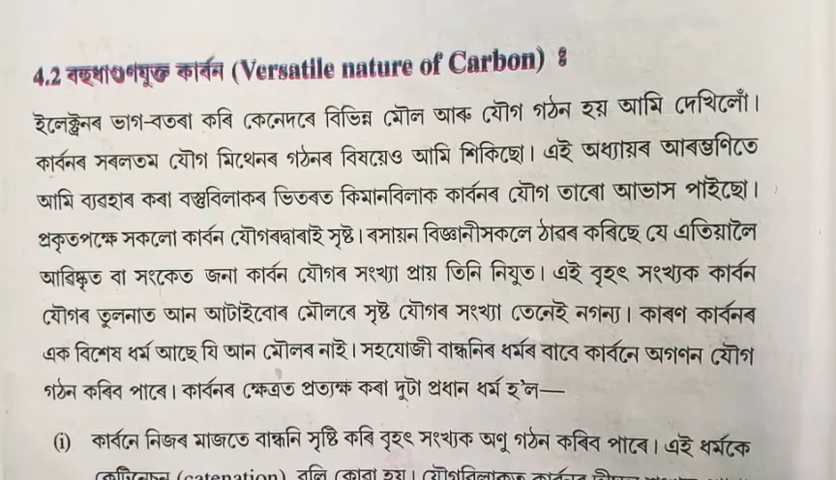 4.2 বহুধাগুণযুক্ত কাৰ্বন (Versatile nature of Carbon) ঃ
ইলেক্ট্ৰনৰ ভাগ-বতৰা কৰি কেনেদৰে বিভিন্ন মৌল আৰু যৌগ গঠন হয় আমি দেখিলোঁ।
কাৰ্বনৰ সৰলতম যৌগ মিথেনৰ গঠনৰ বিষয়েও আমি শিকিছো। এই অধ্যায়ৰ আৰম্ভণিতে
আমি ব্যৱহাৰ কৰা বস্তুবিলাকৰ ভিতৰত কিমানবিলাক কাৰ্বনৰ যৌগ তাৰো আভাস পাইছো।
প্ৰকৃতপক্ষে সকলো কাৰ্বন যৌগৰদ্বাৰাই সৃষ্ট। ৰসায়ন বিজ্ঞানীসকলে ঠাৱৰ কৰিছে যে এতিয়ালৈ
আৱিষ্কৃত বা সংকেত জনা কাৰ্বন যৌগৰ সংখ্যা প্ৰায় তিনি নিযুত। এই বৃহৎ সংখ্যক কাৰ্বন
যৌগৰ তুলনাত আন আটাইবোৰ মৌলৰে সৃষ্ট যৌগৰ সংখ্যা তেনেই নগন্য। কাৰণ কাৰ্বনৰ
এক বিশেষ ধৰ্ম আছে যি আন মৌলৰ নাই। সহযোজী বান্ধনিৰ ধৰ্মৰ বাবে কাৰ্বনে অগণন যৌগ
গঠন কৰিব পাৰে। কাৰ্বনৰ ক্ষেত্ৰত প্ৰত্যক্ষ কৰা দুটা প্ৰধান ধৰ্ম হ'ল—
(i) কাৰ্বনে নিজৰ মাজতে বান্ধনি সৃষ্টি কৰি বৃহৎ সংখ্যক অণু গঠন কৰিব পাৰে। এই ধৰ্মকে
(catenation) বুলি কোৱা হয়। যৌগবিলাকত কাৰ্বনৰ